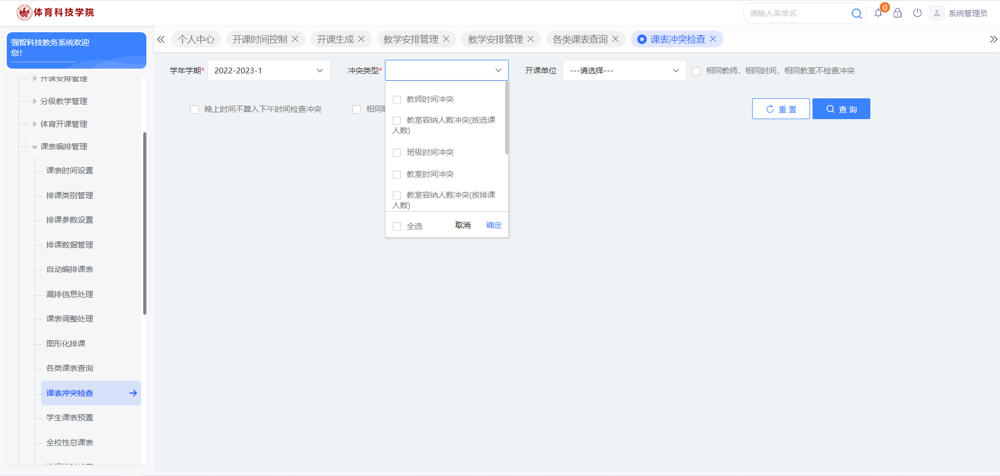 体育科技学院
请输入菜单名
0
系统管理员
强智科技教务系统欢迎
您!
个人中心
开课时间控制
开课生成
教学安排管理
教学安排管理
各类课表查询
课表冲突检查
学年学期*
2022-2023-1
冲突类型*
开课单位
---请选择---
相同教师，相同时间，相同教室不检查冲突
晚上时间不算入下午时间检查冲突
相同
重置
查询
教师时间冲突
教室容纳人数冲突(按选课
人数)
班级时间冲突
教室时间冲突
教室容纳人数冲突(按排课
人数)
全选
取消
确定
开课安排管理
分级教学管理
体育开课管理
课表编排管理
课表时间设置
排课类别管理
排课参数设置
排课数据管理
自动编排课表
漏排信息处理
课表调整处理
图形化排课
各类课表查询
课表冲突检查
学生课表预置
全校性总课表